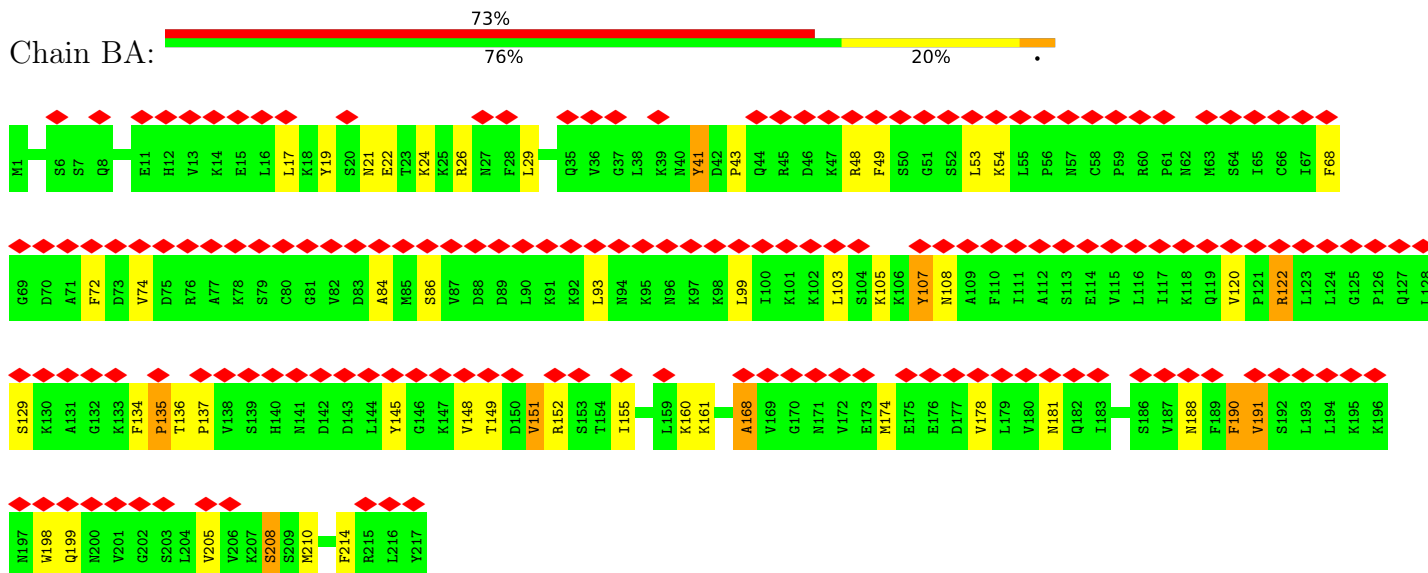 73%
Chain BA:
76% 20% •
M1 S6 S7 Q8 E11 H12 V13 K14 E15 L16 L17 K18 Y19 S20 N21 E22 T23 K24 K25 R26 N27 F28 L29 Q35 V36 G37 L38 K39 N40 Y41 D42 P43 Q44 R45 D46 K47 R48 F49 S50 G51 S52 L53 K54 L55 P56 N57 C58 P59 R60 P61 N62 M63 S64 I65 C66 I67 F68
G69 D70 A71 F72 D73 V74 D75 R76 A77 K78 S79 C80 G81 V82 D83 A84 M85 S86 V87 D88 D89 L90 K91 K92 L93 N94 K95 N96 K97 K98 L99 I100 K101 K102 L103 S104 K105 K106 Y107 N108 A109 F110 I111 A112 S113 E114 V115 L116 I117 K118 Q119 V120 P121 R122 L123 L124 G125 P126 Q127 L128
S129 K130 A131 G132 K133 F134 P135 T136 P137 V138 S139 H140 N141 D142 D143 L144 Y145 G146 K147 V148 T149 D150 V151 R152 S153 T154 I155 L159 K160 K161 A168 V169 G170 N171 V172 E173 M174 E175 E176 D177 V178 L179 V180 N181 Q182 I183 S186 V187 N188 F189 F190 V191 S192 L193 L194 K195 K196
N197 W198 Q199 N200 V201 G202 S203 L204 V205 V206 K207 S208 S209 M210 F214 R215 L216 Y217